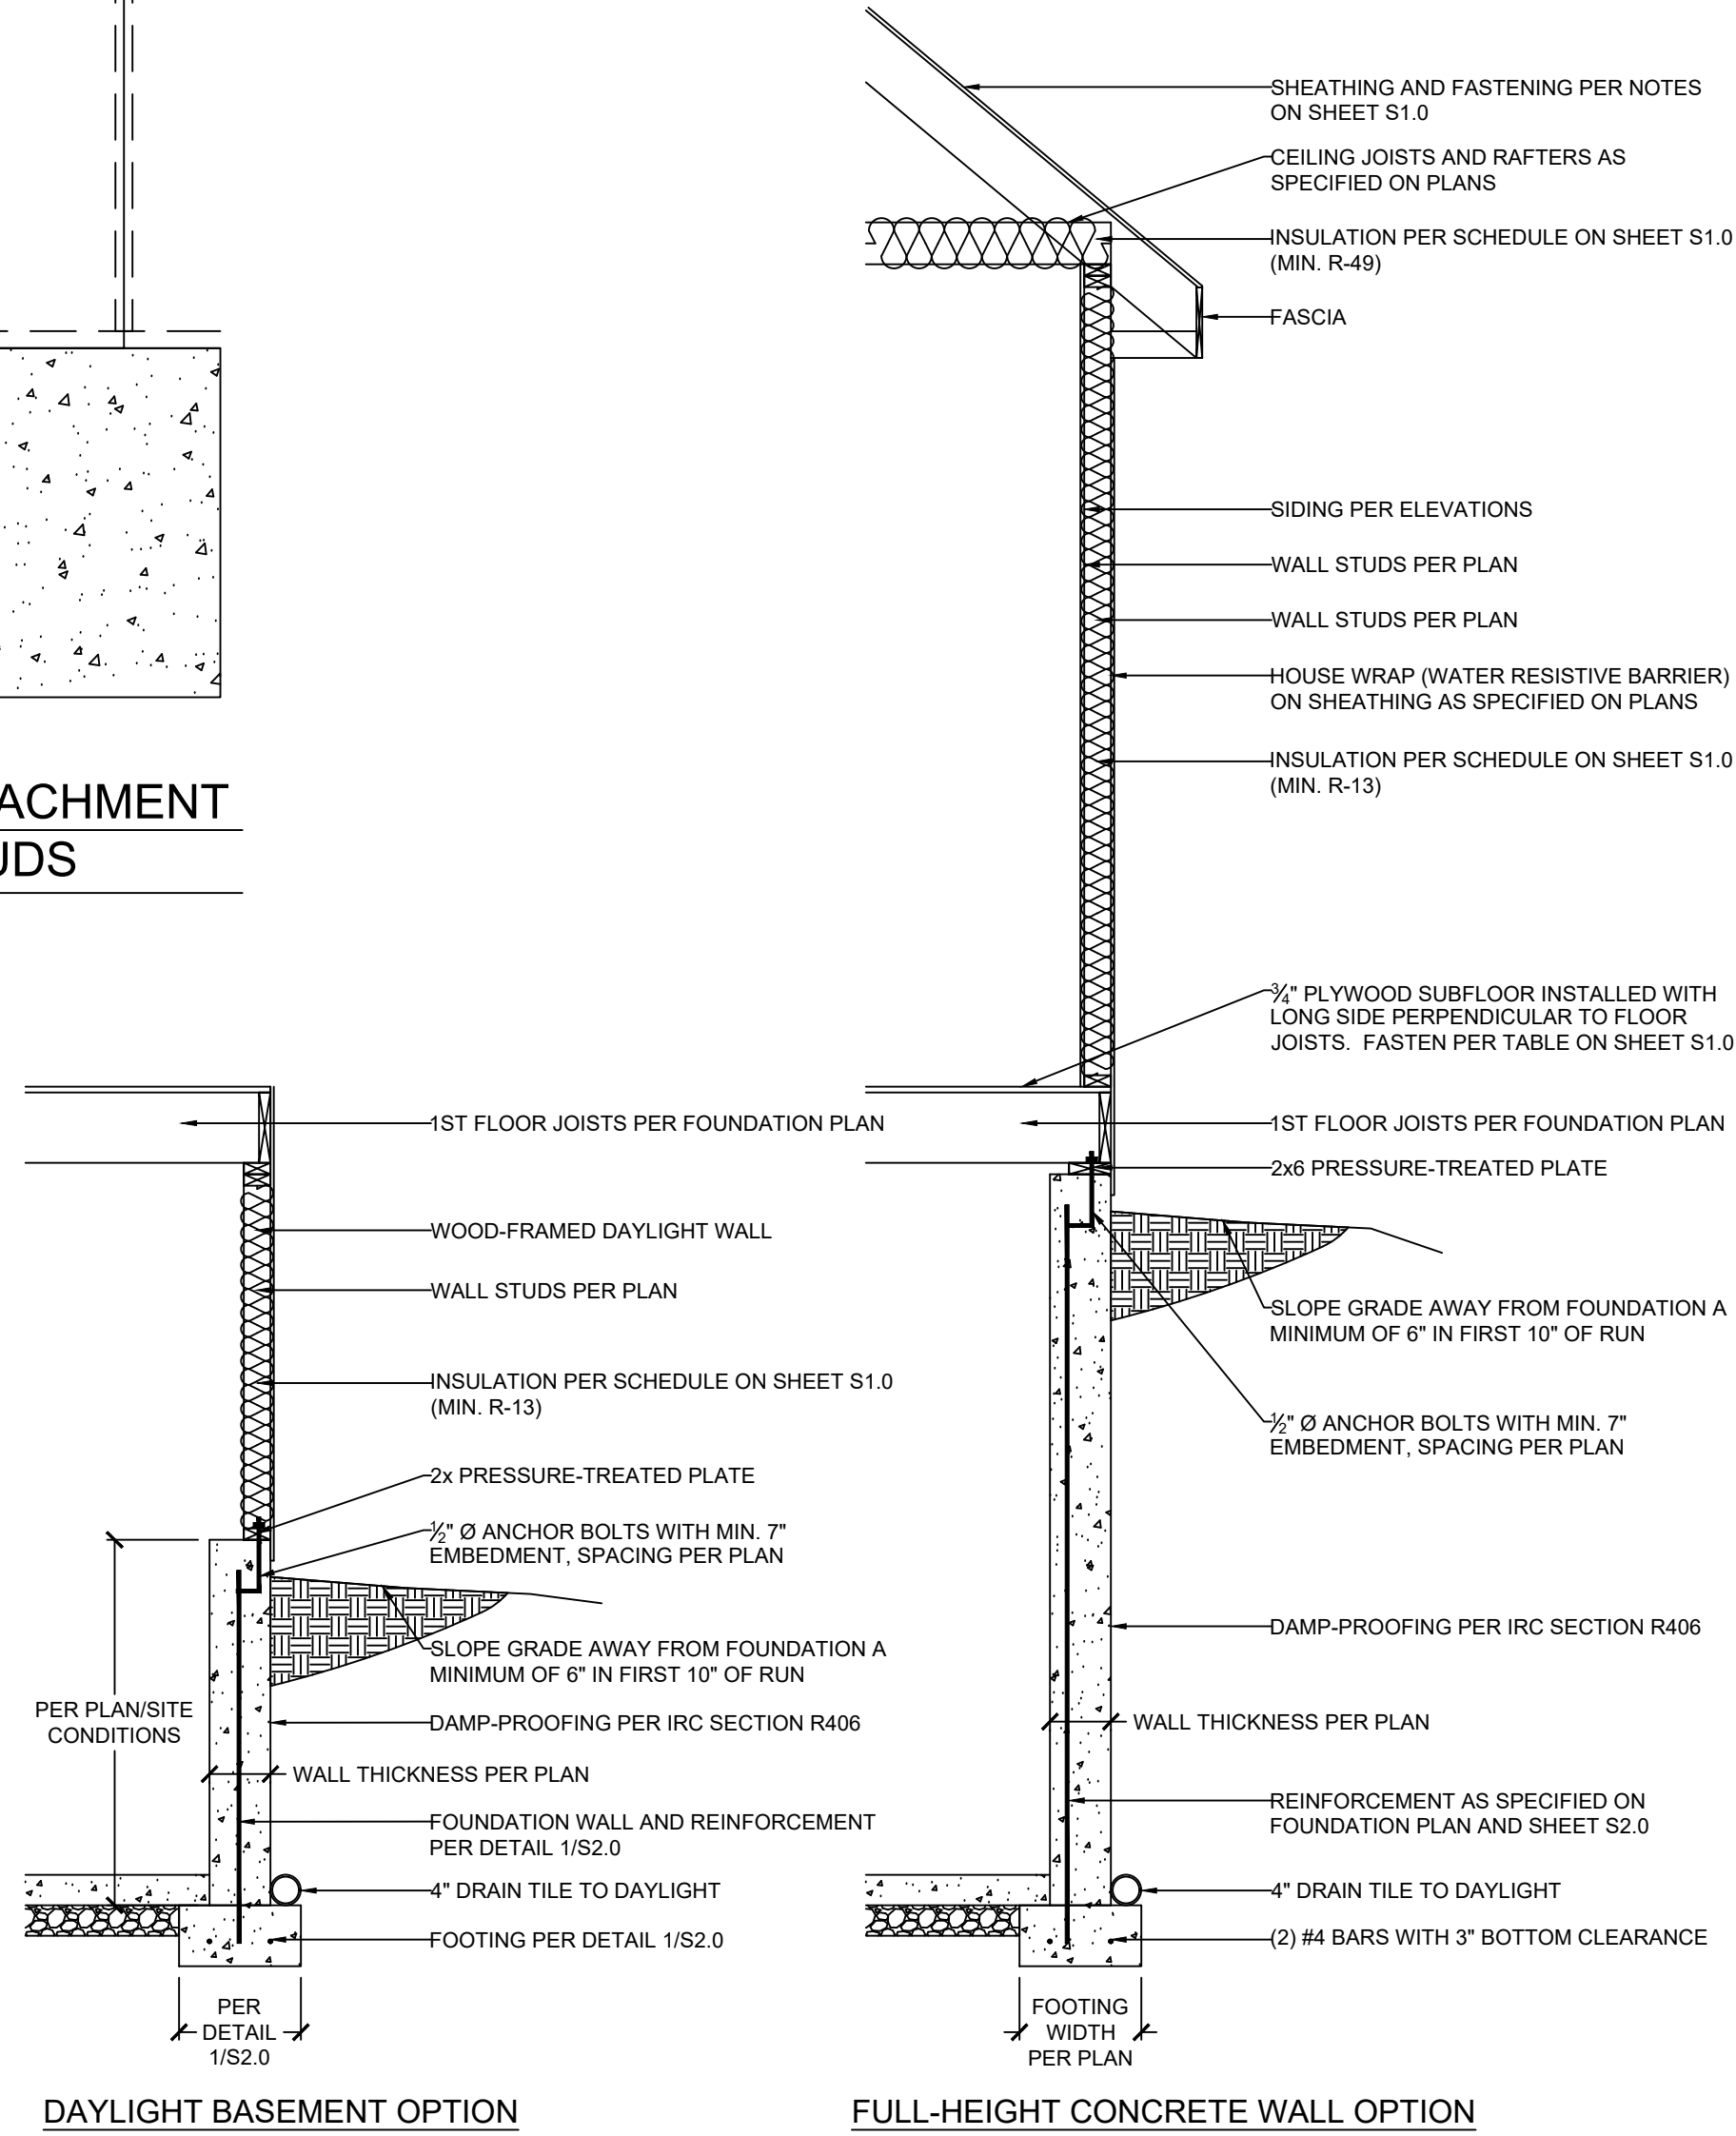 ACHMENT
UDS
1ST FLOOR JOISTS PER FOUNDATION PLAN
WOOD-FRAMED DAYLIGHT WALL
WALL STUDS PER PLAN
INSULATION PER SCHEDULE ON SHEET S1.0
(MIN. R-13)
2x PRESSURE-TREATED PLATE
½" Ø ANCHOR BOLTS WITH MIN. 7"
EMBEDMENT, SPACING PER PLAN
SLOPE GRADE AWAY FROM FOUNDATION A
MINIMUM OF 6" IN FIRST 10" OF RUN
PER PLAN/SITE
CONDITIONS
DAMP-PROOFING PER IRC SECTION R406
WALL THICKNESS PER PLAN
FOUNDATION WALL AND REINFORCEMENT
PER DETAIL 1/S2.0
4" DRAIN TILE TO DAYLIGHT
FOOTING PER DETAIL 1/S2.0
PER
DETAIL
1/S2.0
DAYLIGHT BASEMENT OPTION
SHEATHING AND FASTENING PER NOTES
ON SHEET S1.0
CEILING JOISTS AND RAFTERS AS
SPECIFIED ON PLANS
INSULATION PER SCHEDULE ON SHEET S1.0
(MIN. R-49)
FASCIA
SIDING PER ELEVATIONS
WALL STUDS PER PLAN
WALL STUDS PER PLAN
HOUSE WRAP (WATER RESISTIVE BARRIER)
ON SHEATHING AS SPECIFIED ON PLANS
INSULATION PER SCHEDULE ON SHEET S1.0
(MIN. R-13)
¾" PLYWOOD SUBFLOOR INSTALLED WITH
LONG SIDE PERPENDICULAR TO FLOOR
JOISTS. FASTEN PER TABLE ON SHEET S1.0
1ST FLOOR JOISTS PER FOUNDATION PLAN
2x6 PRESSURE-TREATED PLATE
SLOPE GRADE AWAY FROM FOUNDATION A
MINIMUM OF 6" IN FIRST 10" OF RUN
½" Ø ANCHOR BOLTS WITH MIN. 7"
EMBEDMENT, SPACING PER PLAN
DAMP-PROOFING PER IRC SECTION R406
WALL THICKNESS PER PLAN
REINFORCEMENT AS SPECIFIED ON
FOUNDATION PLAN AND SHEET S2.0
4" DRAIN TILE TO DAYLIGHT
(2) #4 BARS WITH 3" BOTTOM CLEARANCE
FOOTING
WIDTH
PER PLAN
FULL-HEIGHT CONCRETE WALL OPTION